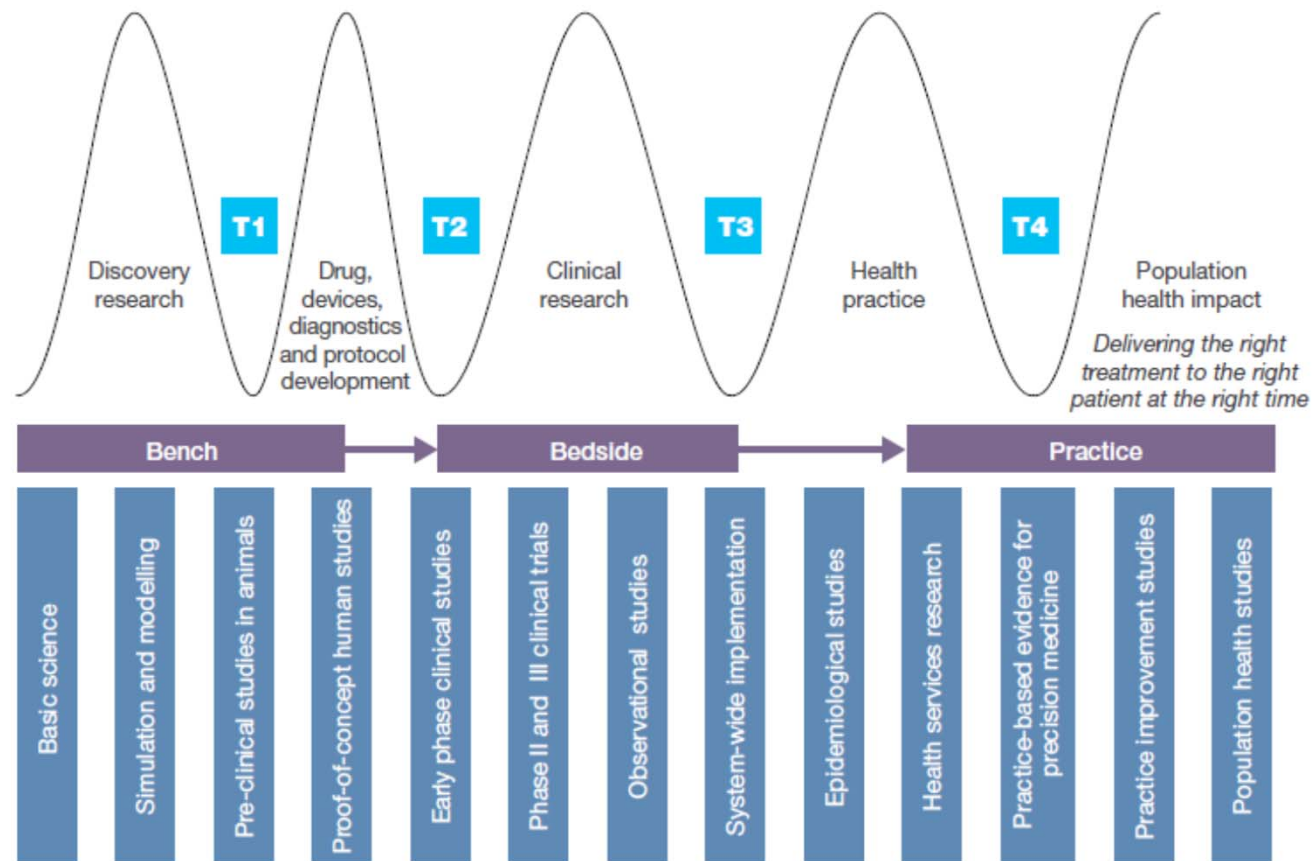 T1
T2
T3
T4
Discovery
research
Drug,
devices,
diagnostics
and protocol
development
Clinical
research
Health
practice
Population
health impact
Delivering the right
treatment to the right
patient at the right time
Bench
Bedside
Practice
Basic science
Simulation and modelling
Pre-clinical studies in animals
Proof-of-concept human studies
Early phase clinical studies
Phase II and III clinical trials
Observational studies
System-wide implementation
Epidemiological studies
Health services research
Practice-based evidence for
precision medicine
Practice improvement studies
Population health studies